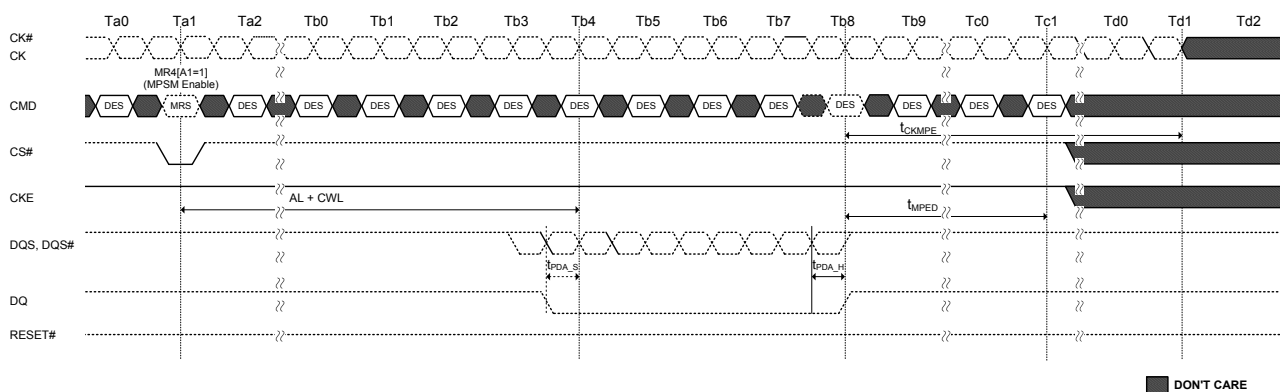 Ta0 Ta1 Ta2 Tb0 Tb1 Tb2 Tb3 Tb4 Tb5 Tb6 Tb7 Tb8 Tb9 Tc0 Tc1 Td0 Td1 Td2
CK#
CK
MR4[A1=1]
(MPSM Enable)
CMD DES MRS DES DES DES DES DES DES DES DES DES DES DES DES DES
tCKMPE
CS#
CKE
AL + CWL
tMPED
DQS, DQS#
tPDA_S tPDA_H
DQ
RESET#
DON'T CARE